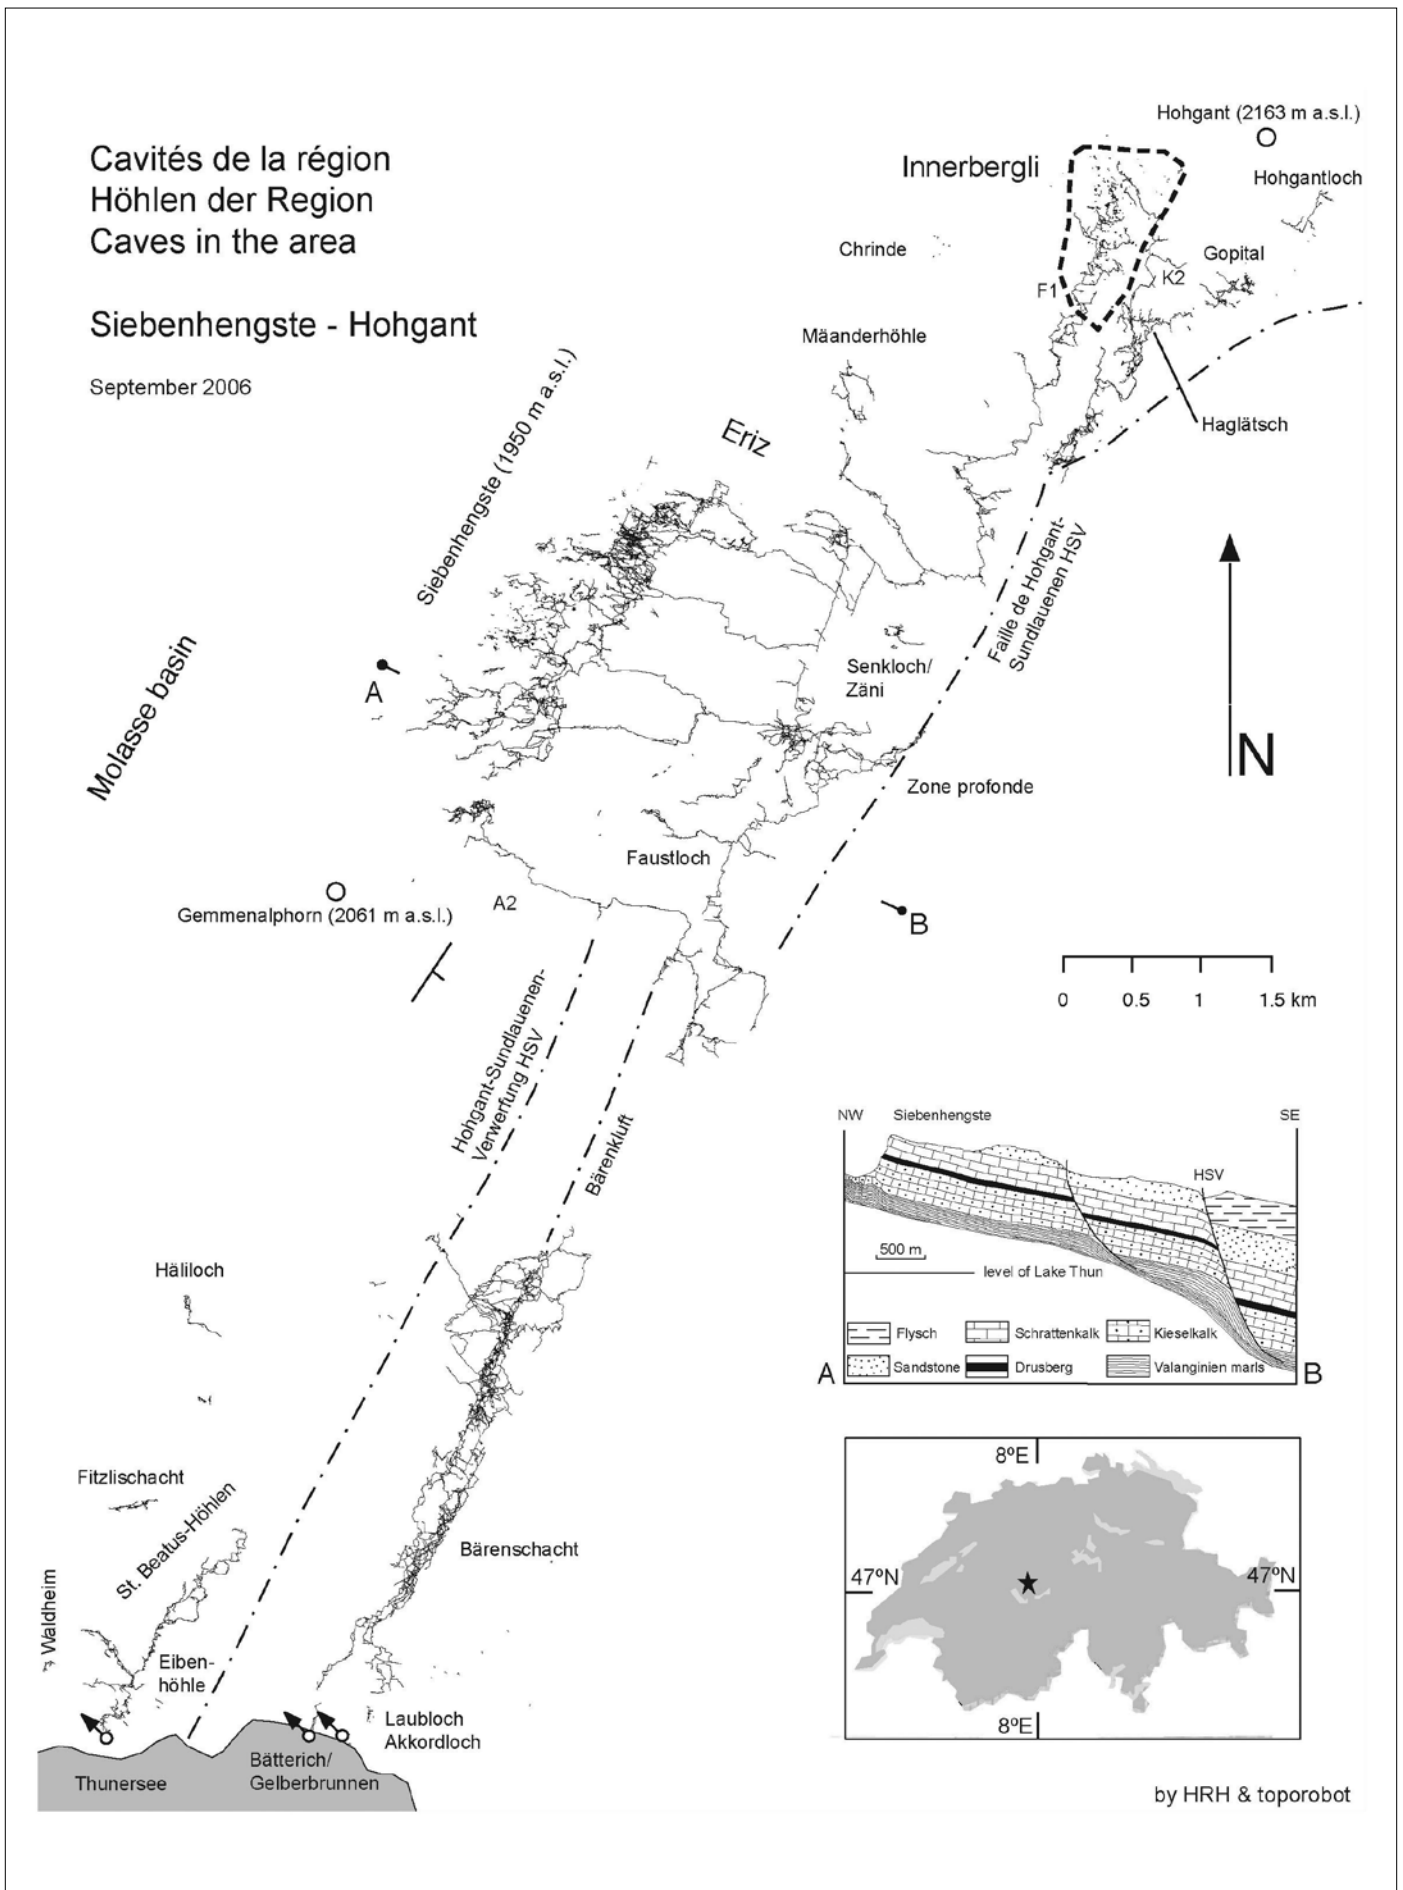 Cavités de la région
Höhlen der Region
Caves in the area
Siebenhengste - Hohgant
September 2006
Hohgant (2163 m a.s.l.)
Innerbergli
Hohgantloch
Chrinde
Gopital
F1
K2
Mäanderhöhle
Haglätsch
Siebenhengste (1950 m a.s.l.)
Eriz
Faille de Hohgant-
Sundlauenen HSV
Molasse basin
A
Senkloch/
Zäni
N
Zone profonde
Faustloch
Gemmenalphorn (2061 m a.s.l.)
A2
B
0 0.5 1 1.5 km
Hohgant-Sundlauenen-
Verwerfung HSV
Bärenkluft
NW Siebenhengste SE
HSV
500 m
level of Lake Thun
Flysch Schrattenkalk Kieselkalk
Sandstone Drusberg Valanginien marls
A B
Häliloch
Fitzlischacht
St. Beatus-Höhlen
Waldheim
Bärenschacht
Eiben-
höhle
Laubloch
Akkordloch
Bätterich/
Gelberbrunnen
Thunersee
8ºE
47ºN 47ºN
8ºE
by HRH & toporobot